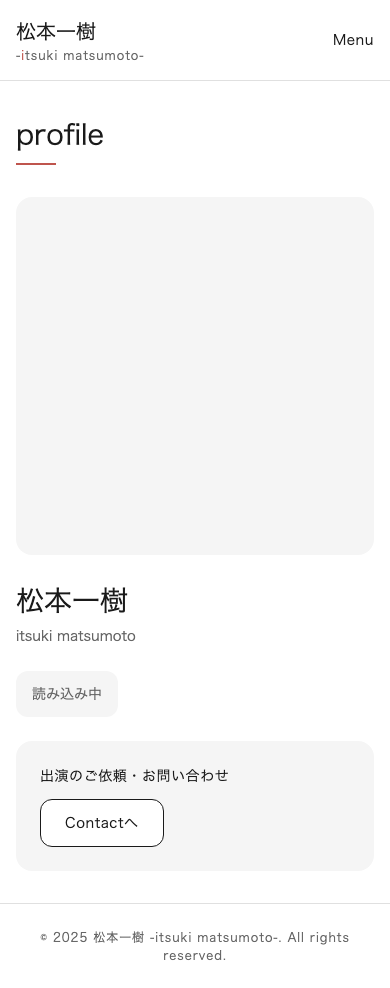 松本一樹
-itsuki matsumoto-
Menu
profile
松本一樹
itsuki matsumoto
読み込み中
出演のご依頼・お問い合わせ
Contactへ
© 2025 松本一樹 -itsuki matsumoto-. All rights
reserved.